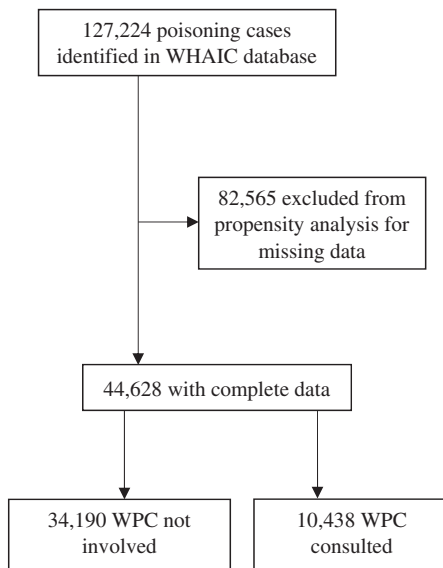 127,224 poisoning cases
identified in WHAIC database
82,565 excluded from
propensity analysis for
missing data
44,628 with complete data
34,190 WPC not
involved
10,438 WPC
consulted